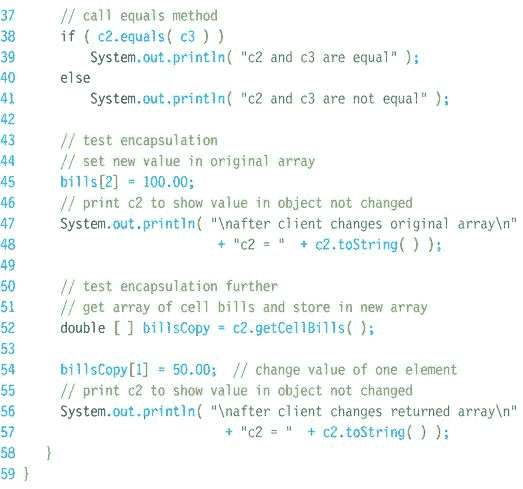 37 // call equals method
38 if ( c2.equals( c3 ) )
39 System.out.println( "c2 and c3 are equal" );
40 else
41 System.out.println( "c2 and c3 are not equal" );
42
43 // test encapsulation
44 // set new value in original array
45 bills[2] = 100.00;
46 // print c2 to show value in object not changed
47 System.out.println( "\nafter client changes original array\n"
48 + "c2 = " + c2.toString( ) );
49
50 // test encapsulation further
51 // get array of cell bills and store in new array
52 double [ ] billsCopy = c2.getCellBills( );
53
54 billsCopy[1] = 50.00; // change value of one element
55 // print c2 to show value in object not changed
56 System.out.println( "\nafter client changes returned array\n"
57 + "c2 = " + c2.toString( ) );
58 }
59 }